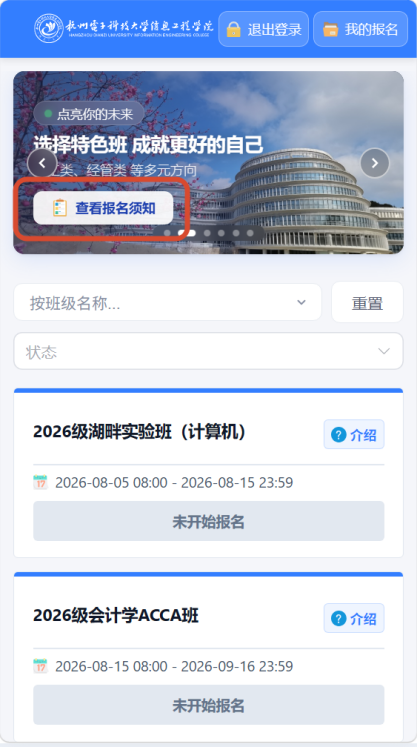 杭州电子科技大学信息工程学院
HANGZHOU DIANZI UNIVERSITY INFORMATION ENGINEERING COLLEGE
退出登录
我的报名
点亮你的未来
选择特色班 成就更好的自己
类、经管类 等多元方向
查看报名须知
按班级名称...
重置
状态
2026级湖畔实验班（计算机）
介绍
17
2026-08-05 08:00 - 2026-08-15 23:59
未开始报名
2026级会计学ACCA班
介绍
17
2026-08-15 08:00 - 2026-09-16 23:59
未开始报名